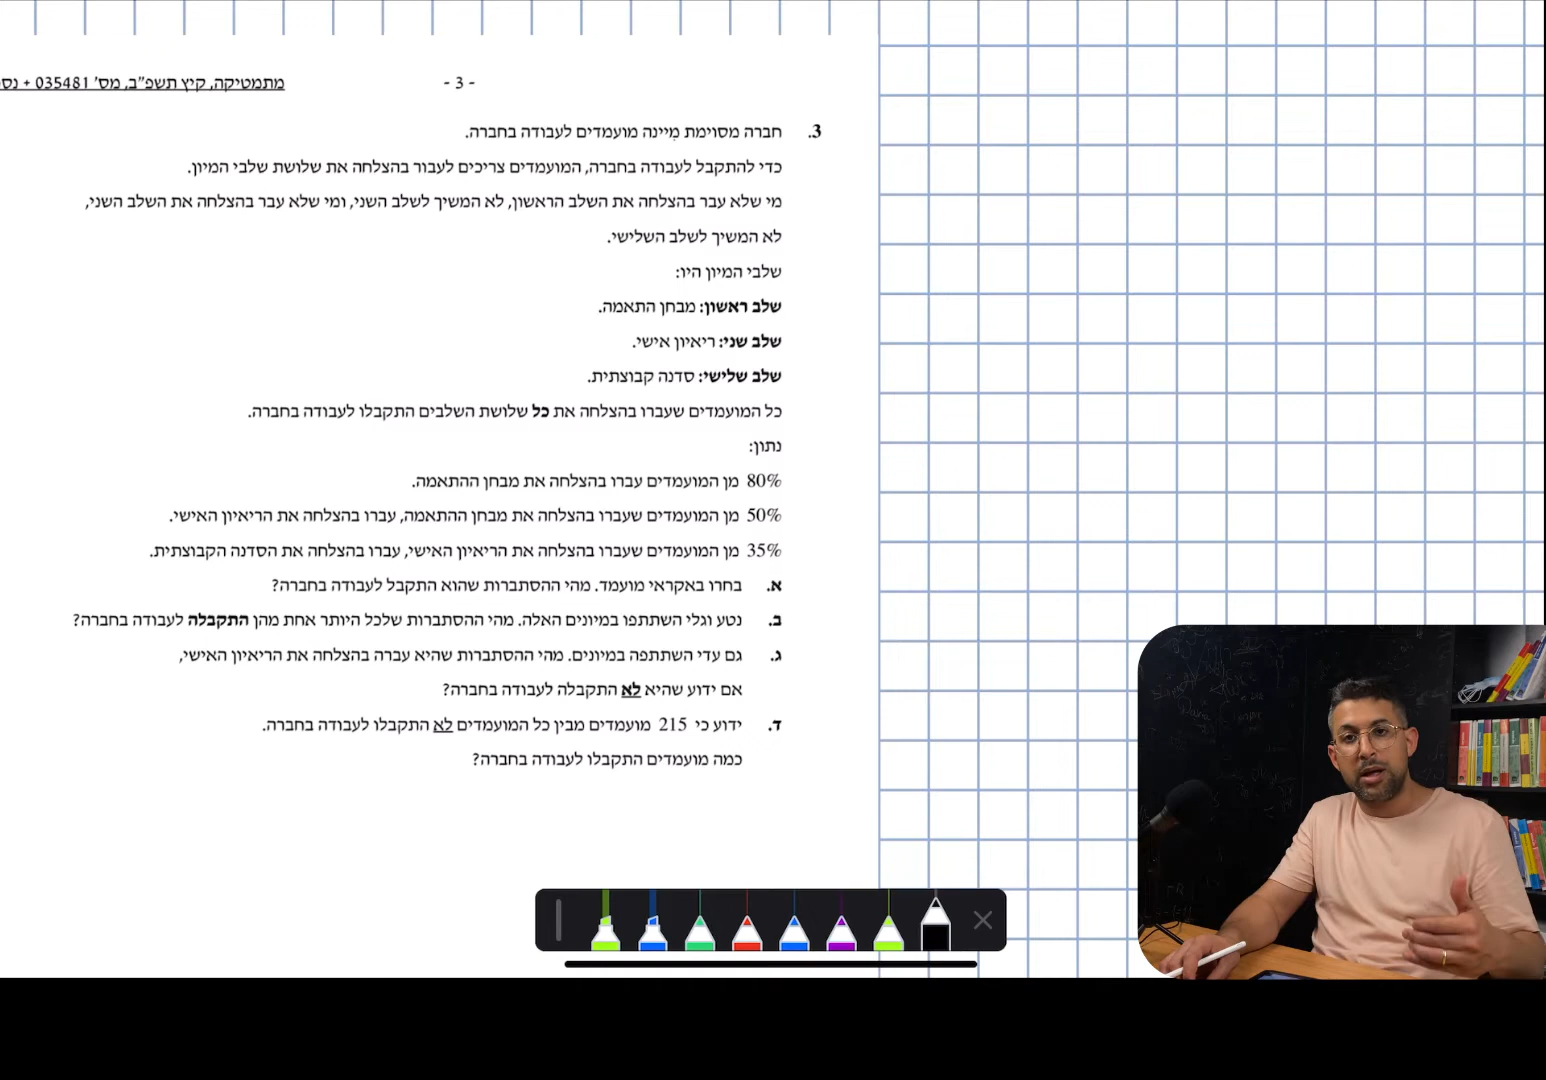 מתמטיקה, קיץ תשפ"ב, מס' 035481 + נספ
- 3 -
3. חברה מסוימת מִיינה מועמדים לעבודה בחברה.
כדי להתקבל לעבודה בחברה, המועמדים צריכים לעבור בהצלחה את שלושת שלבי המיון.
מי שלא עבר בהצלחה את השלב הראשון, לא המשיך לשלב השני, ומי שלא עבר בהצלחה את השלב השני,
לא המשיך לשלב השלישי.
שלבי המיון היו:
שלב ראשון: מבחן התאמה.
שלב שני: ריאיון אישי.
שלב שלישי: סדנה קבוצתית.
כל המועמדים שעברו בהצלחה את כל שלושת השלבים התקבלו לעבודה בחברה.
נתון:
80% מן המועמדים עברו בהצלחה את מבחן ההתאמה.
50% מן המועמדים שעברו בהצלחה את מבחן ההתאמה, עברו בהצלחה את הריאיון האישי.
35% מן המועמדים שעברו בהצלחה את הריאיון האישי, עברו בהצלחה את הסדנה הקבוצתית.
א. בחרו באקראי מועמד. מהי ההסתברות שהוא התקבל לעבודה בחברה?
ב. נטע וגלי השתתפו במיונים האלה. מהי ההסתברות שלכל היותר אחת מהן התקבלה לעבודה בחברה?
ג. גם עדי השתתפה במיונים. מהי ההסתברות שהיא עברה בהצלחה את הריאיון האישי,
אם ידוע שהיא לא התקבלה לעבודה בחברה?
ד. ידוע כי 215 מועמדים מבין כל המועמדים לא התקבלו לעבודה בחברה.
כמה מועמדים התקבלו לעבודה בחברה?